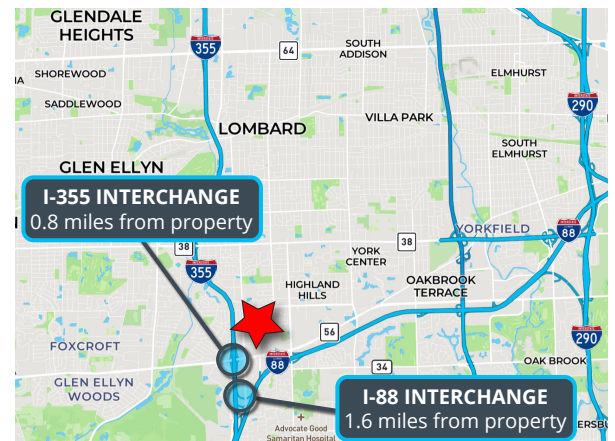 GLENDALE
HEIGHTS
355
64
SOUTH
ADDISON
SHOREWOOD
ELMHURST
SADDLEWOOD
290
LOMBARD
VILLA PARK
SOUTH
ELMHURST
GLEN ELLYN
I-355 INTERCHANGE
0.8 miles from property
YORKFIELD
88
38
38
YORK
CENTER
355
HIGHLAND
HILLS
OAKBROOK
TERRACE
56
290
FOXCROFT
88
34
OAK BROOK
GLEN ELLYN
WOODS
I-88 INTERCHANGE
1.6 miles from property
Advocate Good
Samaritan Hospital